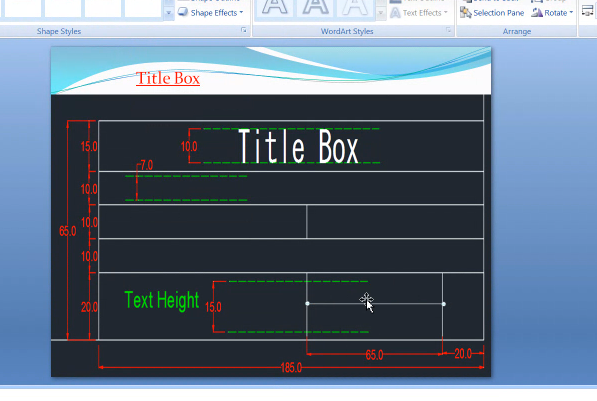 Shape Effects
Text Effects
Selection Pane
Rotate
Shape Styles
WordArt Styles
Arrange
Title Box
15.0
10.0
Title Box
7.0
10.0
10.0
65.0
10.0
20.0
Text Height
15.0
65.0
20.0
185.0